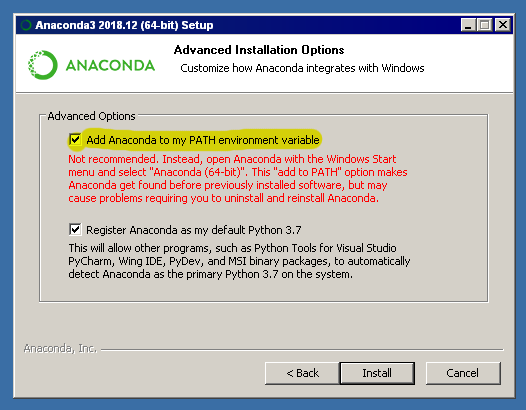 Anaconda3 2018.12 (64-bit) Setup
ANACONDA
Advanced Installation Options
Customize how Anaconda integrates with Windows
Advanced Options
Add Anaconda to my PATH environment variable
Not recommended. Instead, open Anaconda with the Windows Start
menu and select "Anaconda (64-bit)". This "add to PATH" option makes
Anaconda get found before previously installed software, but may
cause problems requiring you to uninstall and reinstall Anaconda.
Register Anaconda as my default Python 3.7
This will allow other programs, such as Python Tools for Visual Studio
PyCharm, Wing IDE, PyDev, and MSI binary packages, to automatically
detect Anaconda as the primary Python 3.7 on the system.
Anaconda, Inc.
< Back
Install
Cancel